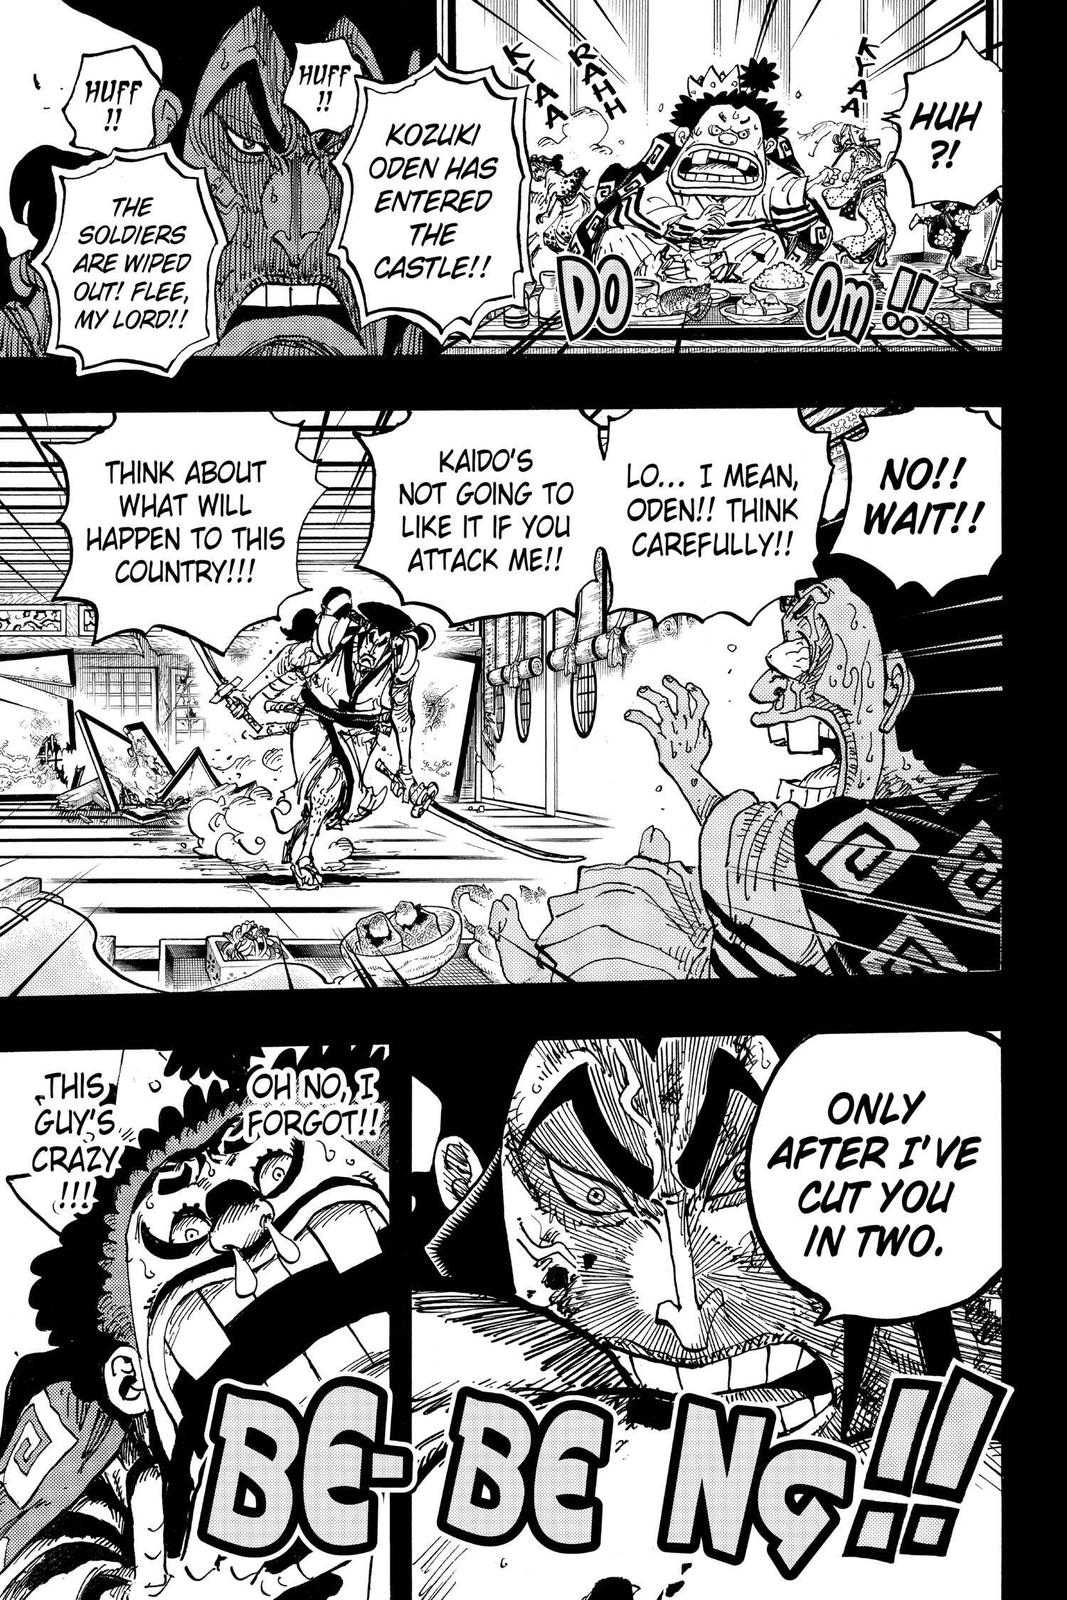 HUH
?!
KYAA
RAHH
KYAA
DO
OM!!
KOZUKI
ODEN HAS
ENTERED
THE
CASTLE!!
HUFF
!!
HUFF
!!
THE
SOLDIERS
ARE WIPED
OUT! FLEE,
MY LORD!!
NO!!
WAIT!!
LO... I MEAN,
ODEN!! THINK
CAREFULLY!!
KAIDO'S
NOT GOING TO
LIKE IT IF YOU
ATTACK ME!!
THINK ABOUT
WHAT WILL
HAPPEN TO THIS
COUNTRY!!!
ONLY
AFTER I'VE
CUT YOU
IN TWO.
OH NO, I
FORGOT!!
THIS
GUY'S
CRAZY
!!!
BE-BENG!!